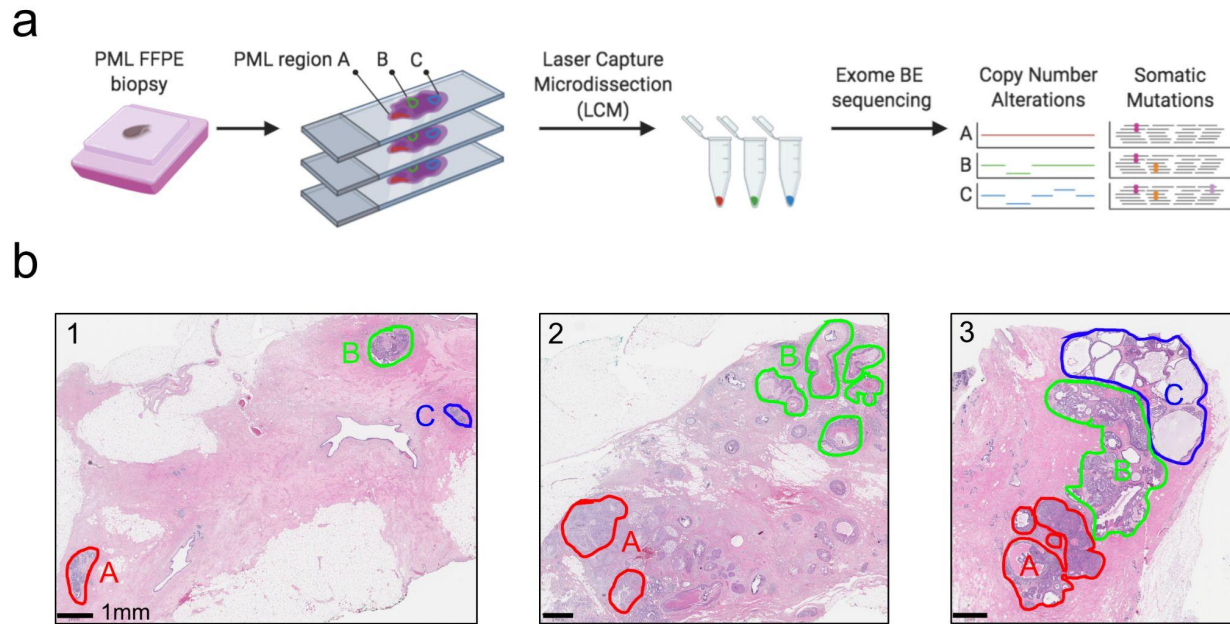 a
PML FFPE
biopsy
PML region A
B
C
Laser Capture
Microdissection
(LCM)
Exome BE
sequencing
Copy Number
Alterations
Somatic
Mutations
A
B
C
b
1
B
C
A
1mm
2
B
A
3
C
B
A